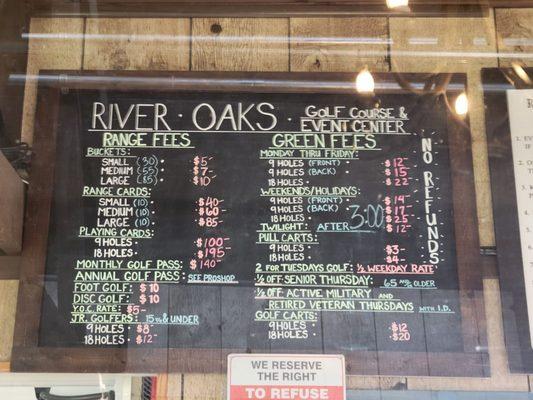 RIVER · OAKS · GOLF COURSE &
EVENT CENTER
RANGE FEES
BUCKETS:
SMALL (30) $5-
MEDIUM (65) $7-
LARGE (85) $10-
RANGE CARDS:
SMALL (10) $40-
MEDIUM (10) $60-
LARGE (10) $85-
PLAYING CARDS:
9 HOLES $100-
18 HOLES $195-
MONTHLY GOLF PASS: $140-
ANNUAL GOLF PASS: SEE PROSHOP
FOOT GOLF: $10
DISC GOLF: $10
Y.O.C. RATE: $5-
JR. GOLFERS: 15 & UNDER
9 HOLES $8-
18 HOLES $12-
GREEN FEES
MONDAY THRU FRIDAY:
9 HOLES (FRONT) $12-
9 HOLES (BACK) $15-
18 HOLES $22-
WEEKENDS/HOLIDAYS:
9 HOLES (FRONT) $14-
9 HOLES (BACK) $17-
18 HOLES $25-
TWILIGHT: AFTER 3:00 $12-
PULL CARTS:
9 HOLES $3-
18 HOLES $4-
2 FOR TUESDAYS GOLF: ½ WEEKDAY RATE
½ OFF SENIOR THURSDAY: 65 AND OLDER
½ OFF ACTIVE MILITARY AND
RETIRED VETERAN THURSDAYS WITH I.D.
GOLF CARTS:
9 HOLES $12
18 HOLES $20
NO REFUNDS
WE RESERVE
THE RIGHT
TO REFUSE